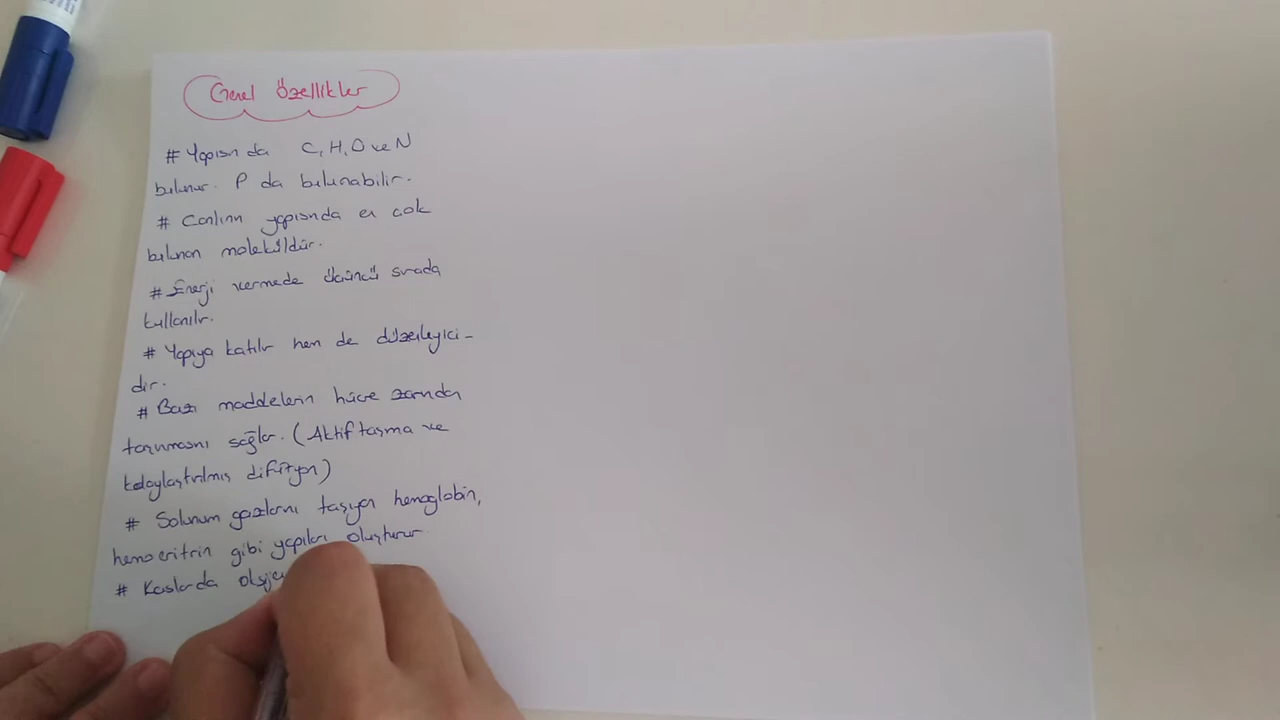 Genel Özellikler
# Yapısında C, H, O ve N
bulunur. P da bulunabilir.
# Canlının yapısında en çok
bulunan moleküldür.
# Enerji vermede üçüncü sırada
kullanılır.
# Yapıya katılır hem de düzenleyici-
dir.
# Bazı maddelerin hücre zarından
taşınmasını sağlar. (Aktif taşıma ve
kolaylaştırılmış difüzyon)
# Solunum gazlarını taşıyan hemoglobin,
hemoeritrin gibi yapıları oluşturur
# Kaslarda